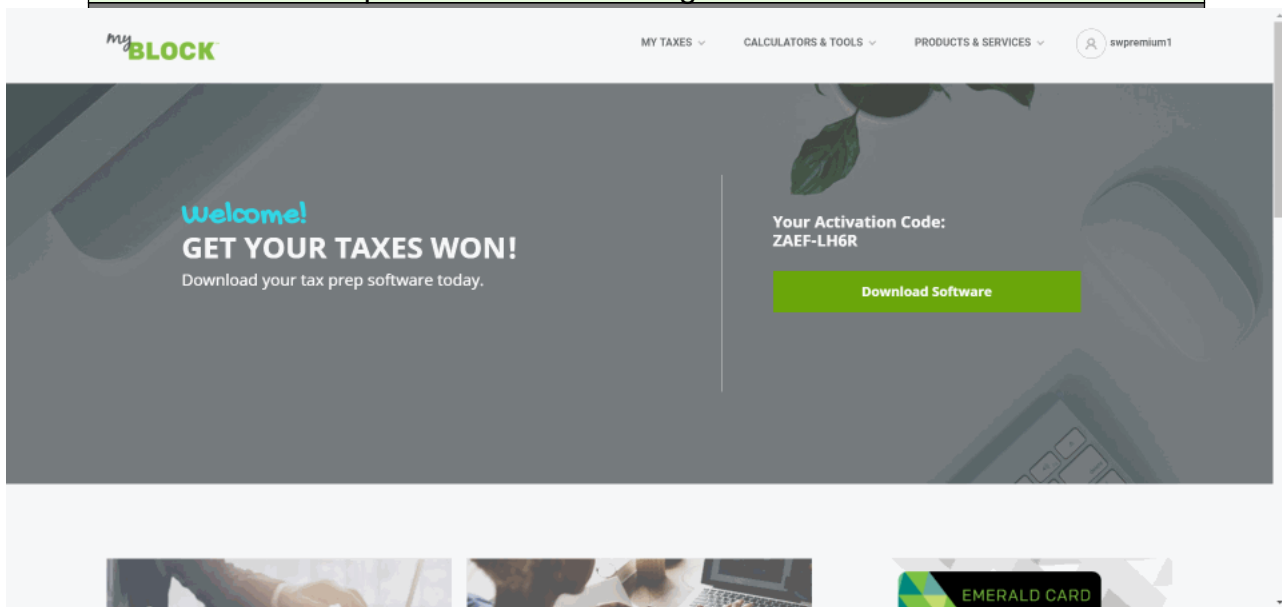 my BLOCK
MY TAXES
CALCULATORS & TOOLS
PRODUCTS & SERVICES
swpremium1
Welcome!
GET YOUR TAXES WON!
Download your tax prep software today.
Your Activation Code:
ZAEF-LH6R
Download Software
EMERALD CARD